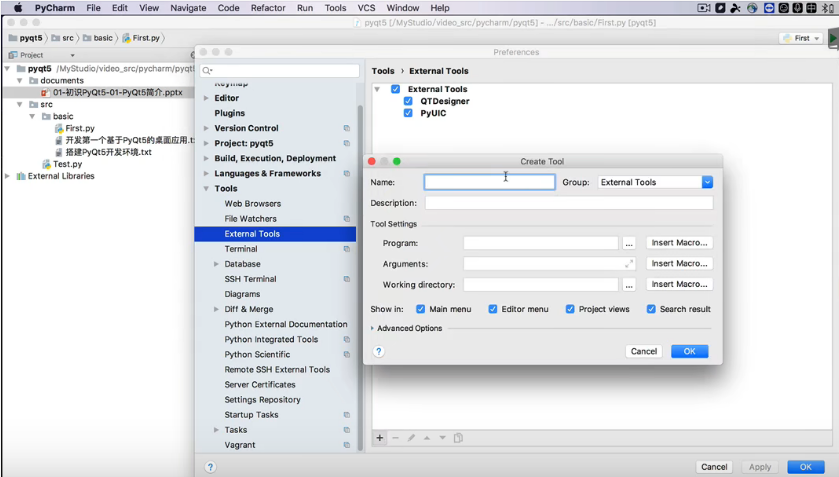 PyCharm File Edit View Navigate Code Refactor Run Tools VCS Window Help
pyqt5 [/MyStudio/video_src/pycharm/pyqt5] - .../src/basic/First.py [pyqt5]
pyqt5 src basic First.py First
Project
Preferences
pyqt5 /MyStudio/video_src/pycharm/pyqt
documents
01-初识PyQt5-01-PyQt5简介.pptx
src
basic
First.py
开发第一个基于PyQt5的桌面应用.t
搭建PyQt5开发环境.txt
Test.py
External Libraries
Keymap
Editor
Plugins
Version Control
Project: pyqt5
Build, Execution, Deployment
Languages & Frameworks
Tools
Web Browsers
File Watchers
External Tools
Terminal
Database
SSH Terminal
Diagrams
Diff & Merge
Python External Documentation
Python Integrated Tools
Python Scientific
Remote SSH External Tools
Server Certificates
Settings Repository
Startup Tasks
Tasks
Vagrant
Tools › External Tools
External Tools
QTDesigner
PyUIC
Create Tool
Name: Group: External Tools
Description:
Tool Settings
Program: ... Insert Macro...
Arguments: Insert Macro...
Working directory: ... Insert Macro...
Show in: Main menu Editor menu Project views Search result
Advanced Options
? Cancel OK
? Cancel Apply OK